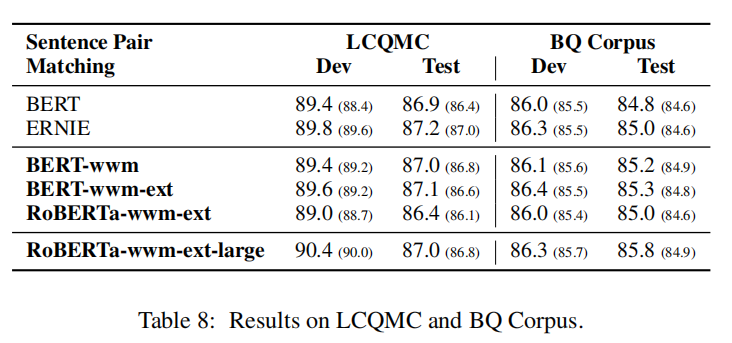 Sentence Pair LCQMC BQ Corpus
Matching Dev Test Dev Test
BERT 89.4 (88.4) 86.9 (86.4) 86.0 (85.5) 84.8 (84.6)
ERNIE 89.8 (89.6) 87.2 (87.0) 86.3 (85.5) 85.0 (84.6)
BERT-wwm 89.4 (89.2) 87.0 (86.8) 86.1 (85.6) 85.2 (84.9)
BERT-wwm-ext 89.6 (89.2) 87.1 (86.6) 86.4 (85.5) 85.3 (84.8)
RoBERTa-wwm-ext 89.0 (88.7) 86.4 (86.1) 86.0 (85.4) 85.0 (84.6)
RoBERTa-wwm-ext-large 90.4 (90.0) 87.0 (86.8) 86.3 (85.7) 85.8 (84.9)
Table 8: Results on LCQMC and BQ Corpus.